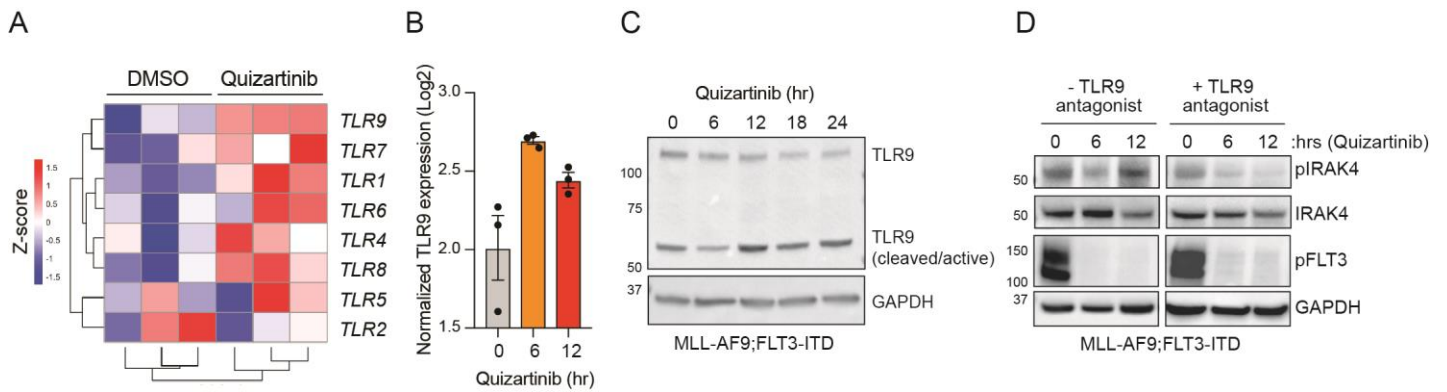 A
DMSO Quizartinib
TLR9
TLR7
TLR1
TLR6
TLR4
TLR8
TLR5
TLR2
Z-score
1.5
1
0.5
0
-0.5
-1
-1.5
B
Normalized TLR9 expression (Log2)
3.0
2.5
2.0
1.5
0 6 12
Quizartinib (hr)
C
Quizartinib (hr)
0 6 12 18 24
TLR9
100
75
TLR9
(cleaved/active)
50
37
GAPDH
MLL-AF9;FLT3-ITD
D
- TLR9 antagonist
+ TLR9 antagonist
0 6 12 0 6 12 :hrs (Quizartinib)
50 pIRAK4
50 IRAK4
150
pFLT3
100
37
GAPDH
MLL-AF9;FLT3-ITD